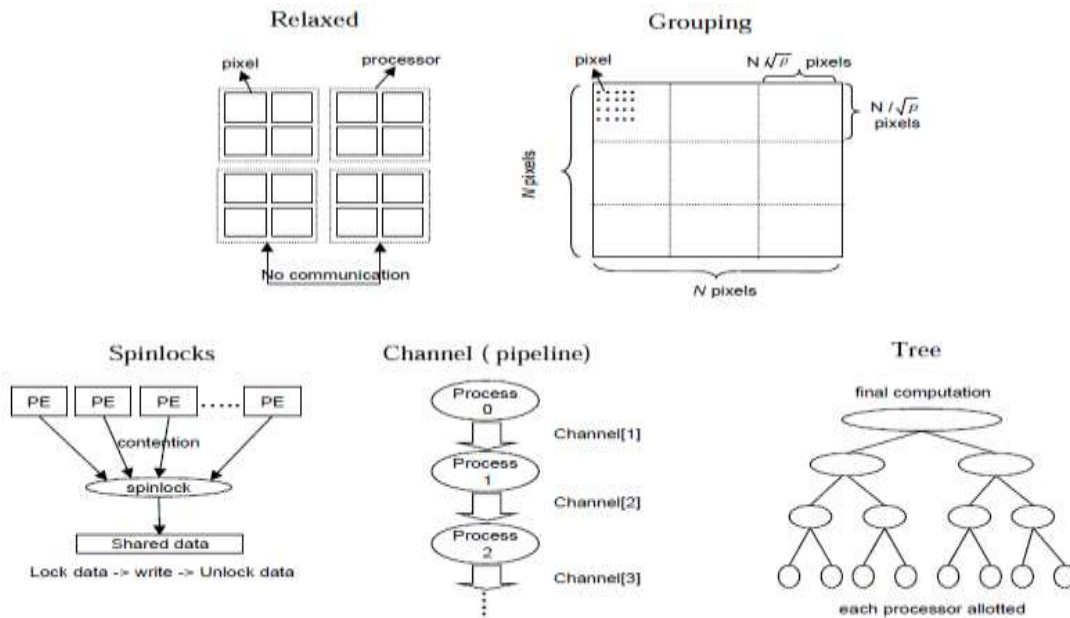 Relaxed
pixel
processor
No communication
Grouping
pixel
N /√p pixels
N / √p
pixels
N pixels
N pixels
Spinlocks
PE PE PE ..... PE
contention
spinlock
Shared data
Lock data -> write -> Unlock data
Channel ( pipeline)
Process
0
Channel[1]
Process
1
Channel[2]
Process
2
Channel[3]
Tree
final computation
each processor allotted